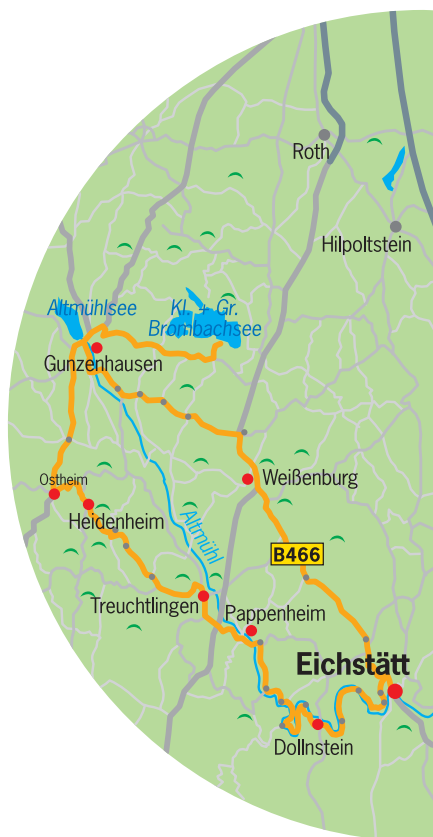 Roth
Hilpoltstein
Altmühlsee
Kl. + Gr.
Brombachsee
Gunzenhausen
Ostheim
Weißenburg
Heidenheim
Altmühl
B466
Treuchtlingen
Pappenheim
Eichstätt
Dollnstein